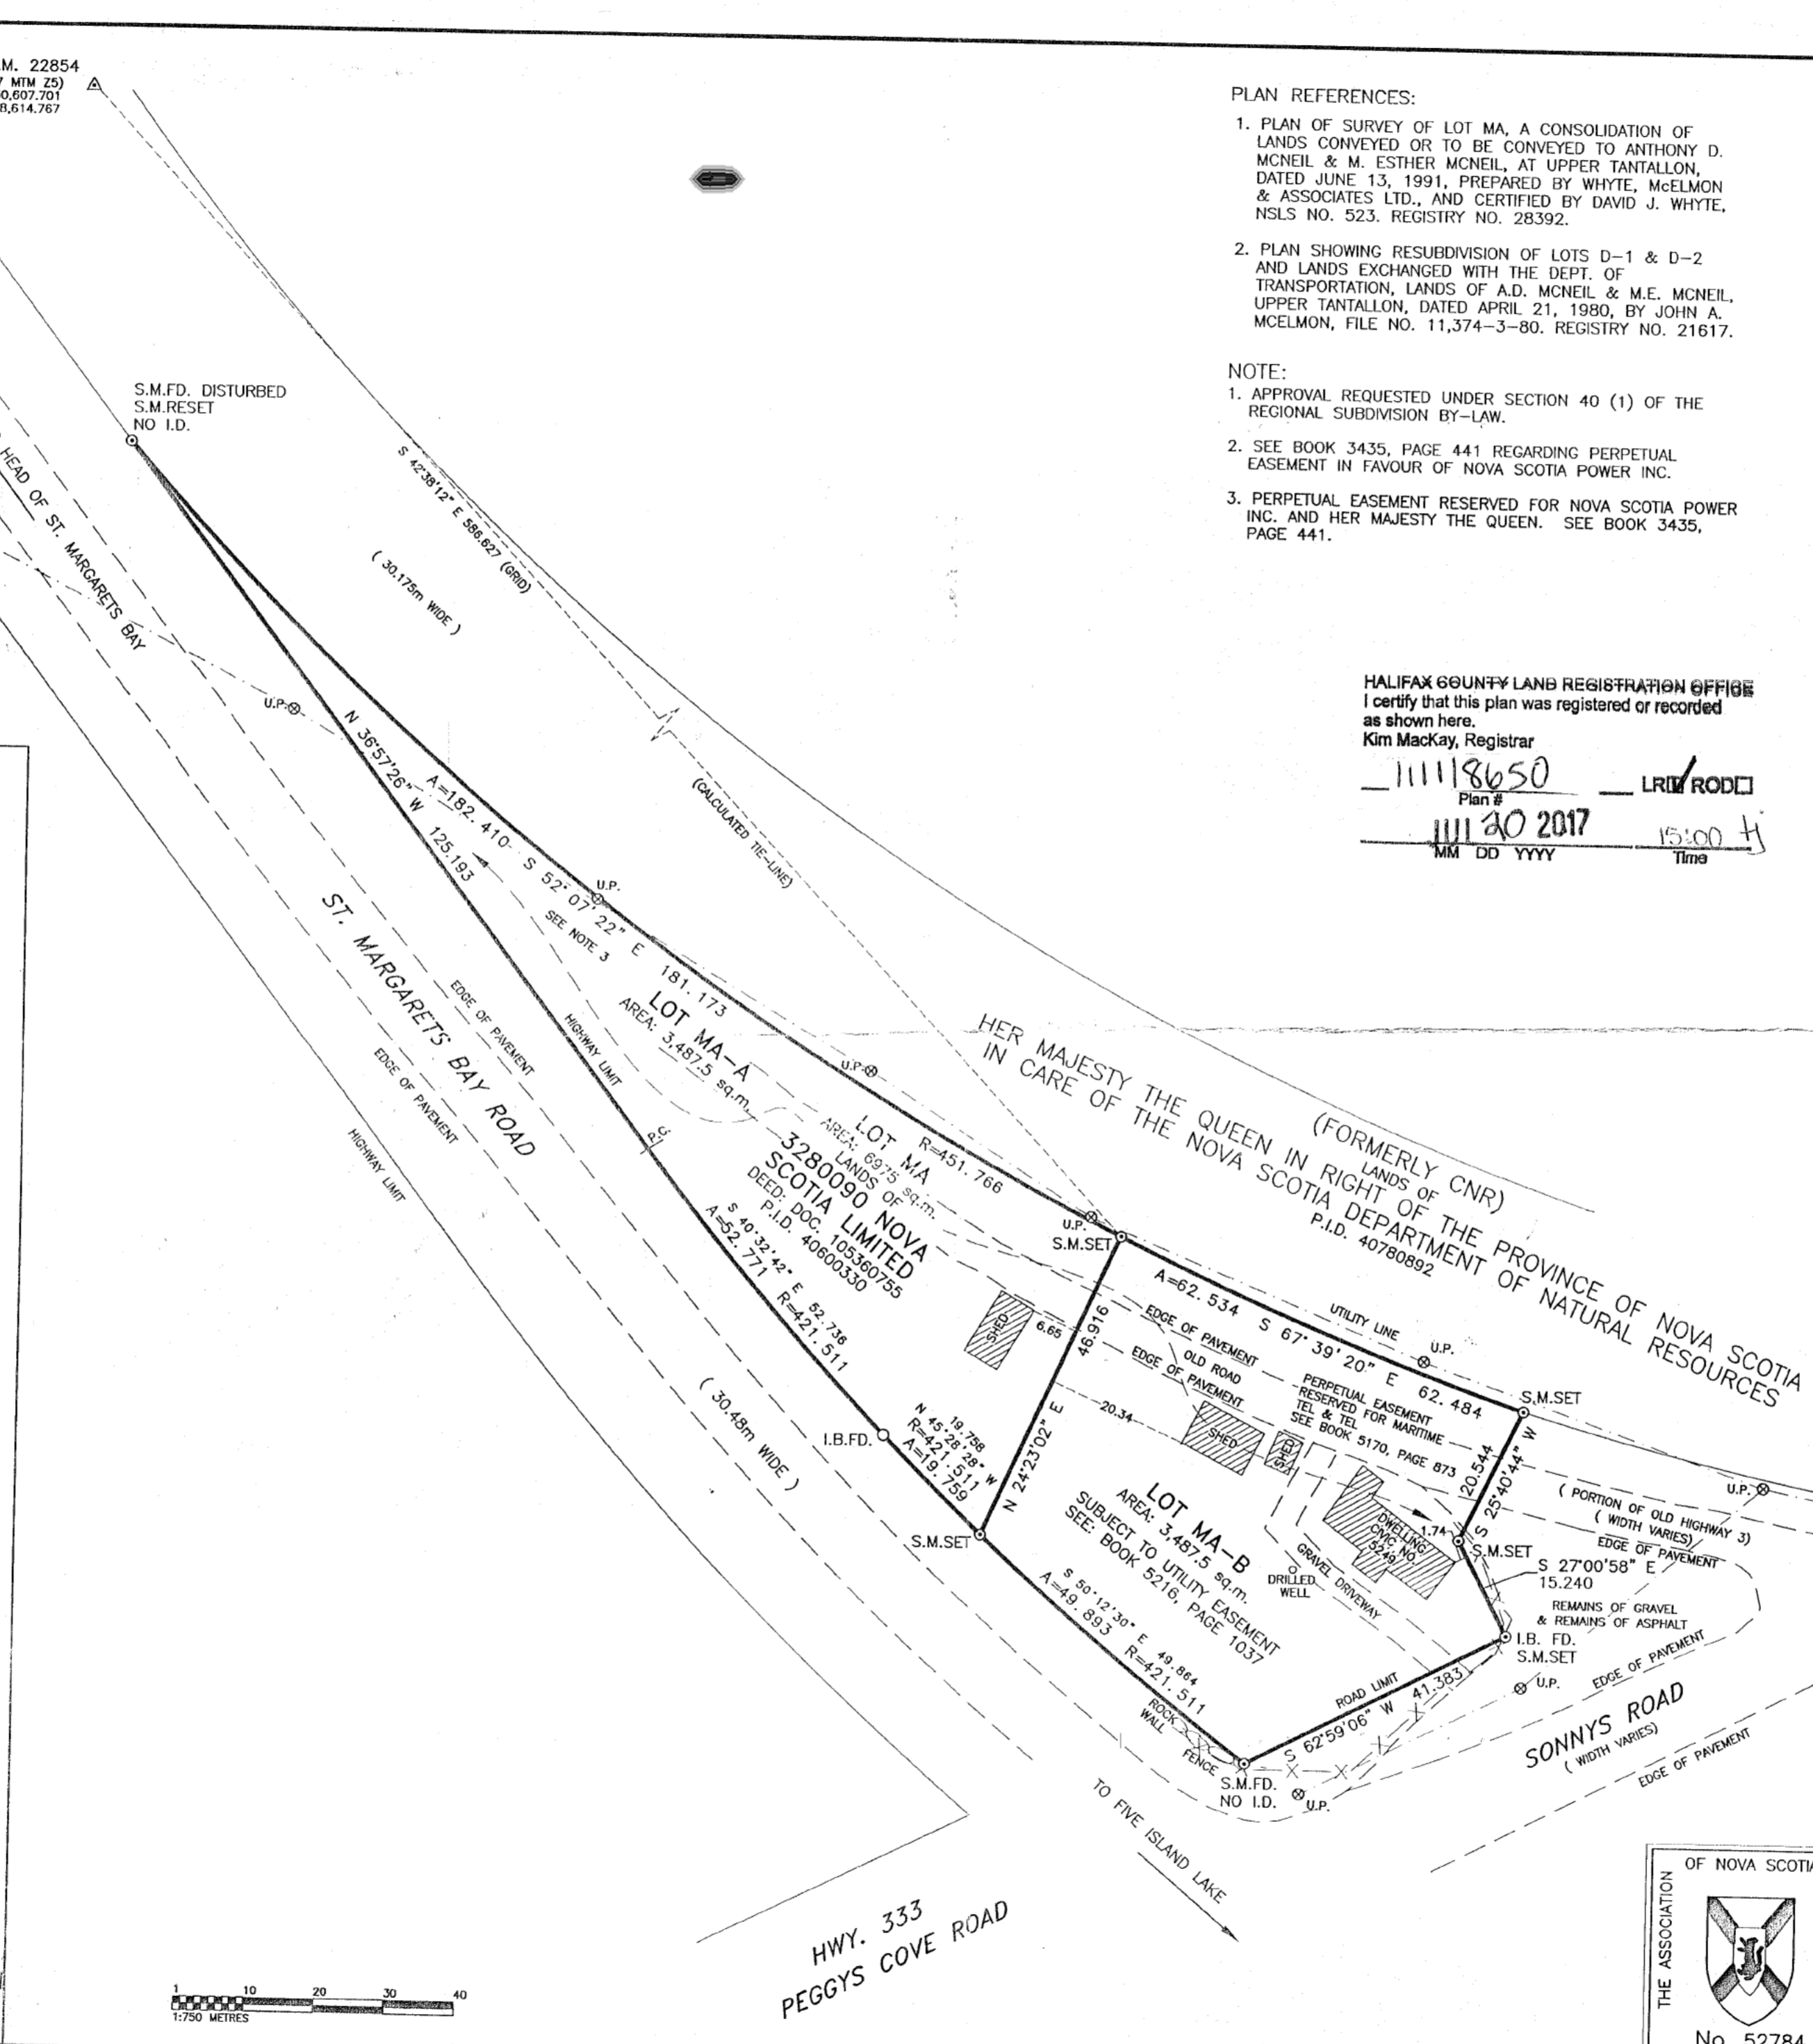 .M. 22854
7 MTM Z5)
0,607.701
8,614.767
PLAN REFERENCES:
1. PLAN OF SURVEY OF LOT MA, A CONSOLIDATION OF
LANDS CONVEYED OR TO BE CONVEYED TO ANTHONY D.
MCNEIL & M. ESTHER MCNEIL, AT UPPER TANTALLON,
DATED JUNE 13, 1991, PREPARED BY WHYTE, McELMON
& ASSOCIATES LTD., AND CERTIFIED BY DAVID J. WHYTE,
NSLS NO. 523. REGISTRY NO. 28392.
2. PLAN SHOWING RESUBDIVISION OF LOTS D-1 & D-2
AND LANDS EXCHANGED WITH THE DEPT. OF
TRANSPORTATION, LANDS OF A.D. MCNEIL & M.E. MCNEIL,
UPPER TANTALLON, DATED APRIL 21, 1980, BY JOHN A.
MCELMON, FILE NO. 11,374-3-80. REGISTRY NO. 21617.
NOTE:
1. APPROVAL REQUESTED UNDER SECTION 40 (1) OF THE
REGIONAL SUBDIVISION BY-LAW.
2. SEE BOOK 3435, PAGE 441 REGARDING PERPETUAL
EASEMENT IN FAVOUR OF NOVA SCOTIA POWER INC.
3. PERPETUAL EASEMENT RESERVED FOR NOVA SCOTIA POWER
INC. AND HER MAJESTY THE QUEEN. SEE BOOK 3435,
PAGE 441.
HALIFAX COUNTY LAND REGISTRATION OFFICE
I certify that this plan was registered or recorded
as shown here.
Kim MacKay, Registrar
111118650 LR ROD
Plan #
20 2017 15:00
MM DD YYYY Time
S.M.FD. DISTURBED
S.M.RESET
NO I.D.
HEAD OF ST. MARGARETS BAY
S 42°38'12" E 586.627 (GRID)
( 30.175m WIDE )
(CALCULATED TIE-LINE)
U.P.
N 36°57'26" W 125.193
A=182.410 S 52°07'22" E 181.173
U.P.
SEE NOTE 3
ST. MARGARETS BAY ROAD
EDGE OF PAVEMENT
EDGE OF PAVEMENT
HIGHWAY LIMIT
HIGHWAY LIMIT
LOT MA-A
AREA: 3,487.5 sq.m.
U.P.
P.C.
LOT MA
AREA: 6975 sq.m.
LANDS OF
3280090 NOVA
SCOTIA LIMITED
DEED: DOC. 105360755
P.I.D. 40600330
R=451.766
HER MAJESTY THE QUEEN IN RIGHT OF THE PROVINCE OF NOVA SCOTIA
IN CARE OF THE NOVA SCOTIA DEPARTMENT OF NATURAL RESOURCES
(FORMERLY CNR)
LANDS OF
P.I.D. 40780892
S 40°32'42" E 52.736
A=52.771 R=421.511
U.P.
S.M.SET
SHED
6.65
46.916
N 24°23'02" E
A=62.534 S 67°39'20" E 62.484
UTILITY LINE
U.P.
S.M.SET
EDGE OF PAVEMENT
OLD ROAD
EDGE OF PAVEMENT
PERPETUAL EASEMENT
RESERVED FOR MARITIME
TEL & TEL
SEE BOOK 5170, PAGE 873
20.34
SHED
SHED
I.B.FD.
19.758
N 45°28'28" W
R=421.511
A=19.759
( 30.48m WIDE )
S.M.SET
LOT MA-B
AREA: 3,487.5 sq.m.
SUBJECT TO UTILITY EASEMENT
SEE: BOOK 5216, PAGE 1037
DRILLED
WELL
GRAVEL DRIVEWAY
DWELLING
CIVIC NO.
5249
1.74
20.544
S 25°40'44" W
S.M.SET
U.P.
( PORTION OF OLD HIGHWAY 3)
( WIDTH VARIES)
EDGE OF PAVEMENT
S 27°00'58" E
15.240
REMAINS OF GRAVEL
& REMAINS OF ASPHALT
I.B. FD.
S.M.SET
EDGE OF PAVEMENT
U.P.
S 50°12'30" E 49.864
A=49.893 R=421.511
ROCK
WALL
FENCE
ROAD LIMIT
S 62°59'06" W 41.383
SONNYS ROAD
( WIDTH VARIES)
EDGE OF PAVEMENT
S.M.FD.
NO I.D.
U.P.
TO FIVE ISLAND LAKE
HWY. 333
PEGGYS COVE ROAD
1 10 20 30 40
1:750 METRES
THE ASSOCIATION
OF NOVA SCOTIA
No. 52784